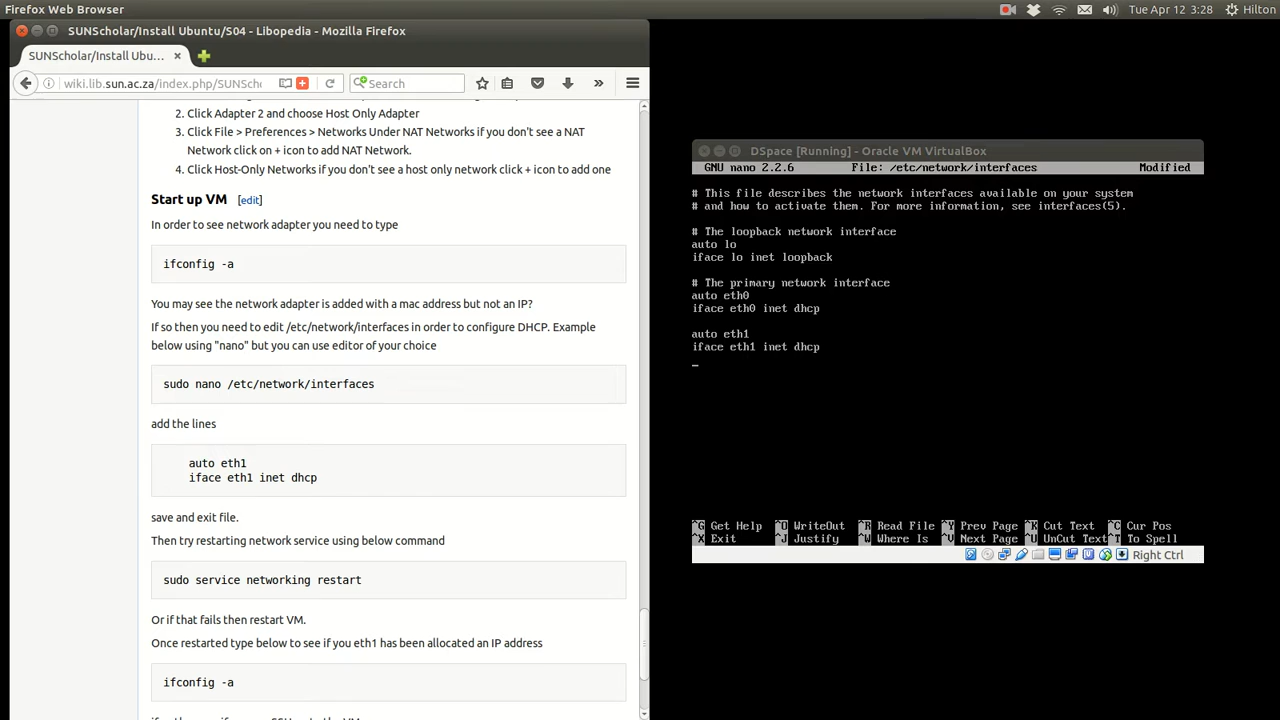 Firefox Web Browser
Tue Apr 12 3:28
Hilton
SUNScholar/Install Ubuntu/S04 - Libopedia - Mozilla Firefox
SUNScholar/Install Ubu...
wiki.lib.sun.ac.za/index.php/SUNSch
Search
2. Click Adapter 2 and choose Host Only Adapter
3. Click File > Preferences > Networks Under NAT Networks if you don't see a NAT
Network click on + icon to add NAT Network.
4. Click Host-Only Networks if you don't see a host only network click + icon to add one
Start up VM [edit]
In order to see network adapter you need to type
ifconfig -a
You may see the network adapter is added with a mac address but not an IP?
If so then you need to edit /etc/network/interfaces in order to configure DHCP. Example
below using "nano" but you can use editor of your choice
sudo nano /etc/network/interfaces
add the lines
auto eth1
iface eth1 inet dhcp
save and exit file.
Then try restarting network service using below command
sudo service networking restart
Or if that fails then restart VM.
Once restarted type below to see if you eth1 has been allocated an IP address
ifconfig -a
DSpace [Running] - Oracle VM VirtualBox
GNU nano 2.2.6 File: /etc/network/interfaces Modified
# This file describes the network interfaces available on your system
# and how to activate them. For more information, see interfaces(5).
# The loopback network interface
auto lo
iface lo inet loopback
# The primary network interface
auto eth0
iface eth0 inet dhcp
auto eth1
iface eth1 inet dhcp
^G Get Help ^O WriteOut ^R Read File ^Y Prev Page ^K Cut Text ^C Cur Pos
^X Exit ^J Justify ^W Where Is ^V Next Page ^U UnCut Text ^T To Spell
Right Ctrl